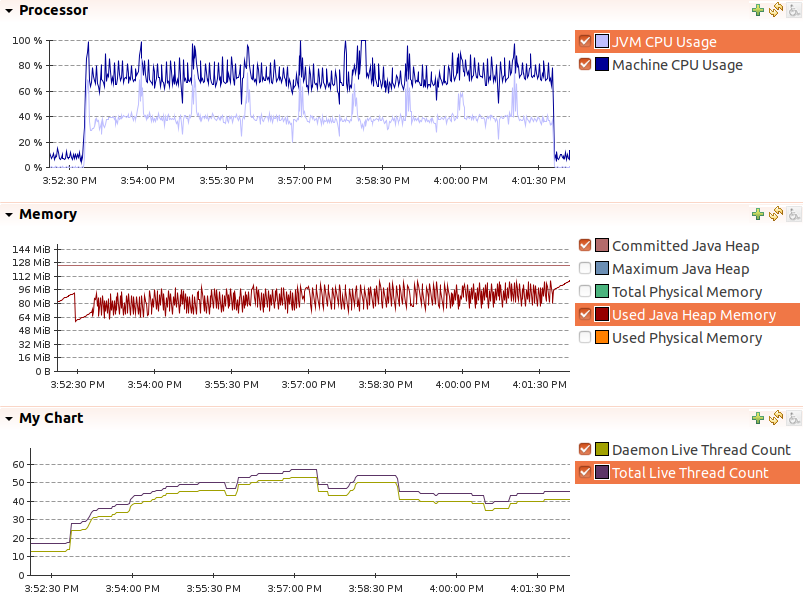 Processor
100 %
80 %
60 %
40 %
20 %
0 %
3:52:30 PM 3:54:00 PM 3:55:30 PM 3:57:00 PM 3:58:30 PM 4:00:00 PM 4:01:30 PM
JVM CPU Usage
Machine CPU Usage
Memory
144 MiB
128 MiB
112 MiB
96 MiB
80 MiB
64 MiB
48 MiB
32 MiB
16 MiB
0 B
3:52:30 PM 3:54:00 PM 3:55:30 PM 3:57:00 PM 3:58:30 PM 4:00:00 PM 4:01:30 PM
Committed Java Heap
Maximum Java Heap
Total Physical Memory
Used Java Heap Memory
Used Physical Memory
My Chart
60
50
40
30
20
10
0
3:52:30 PM 3:54:00 PM 3:55:30 PM 3:57:00 PM 3:58:30 PM 4:00:00 PM 4:01:30 PM
Daemon Live Thread Count
Total Live Thread Count